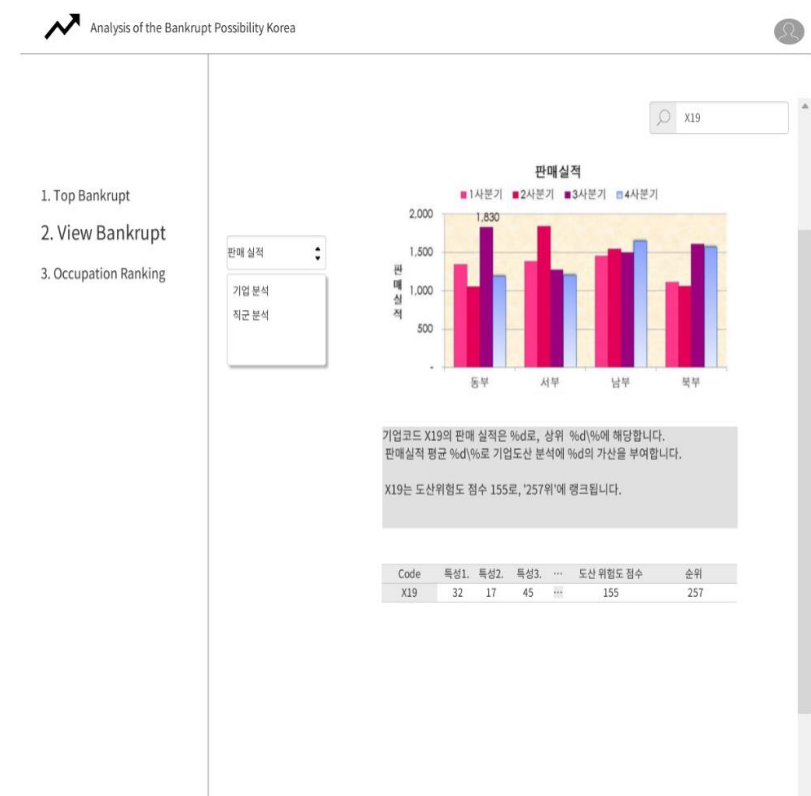 Analysis of the Bankrupt Possibility Korea
X19
1. Top Bankrupt
2. View Bankrupt
3. Occupation Ranking
판매 실적
기업 분석
직군 분석
판매실적
1사분기 2사분기 3사분기 4사분기
판매실적
2,000
1,500
1,000
500
-
1,830
동부 서부 남부 북부
기업코드 X19의 판매 실적은 %d로, 상위 %d\%에 해당합니다.
판매실적 평균 %d\%로 기업도산 분석에 %d의 가산을 부여합니다.
X19는 도산위험도 점수 155로, '257위'에 랭크됩니다.
Code 특성1. 특성2. 특성3. ... 도산 위험도 점수 순위
X19 32 17 45 ... 155 257